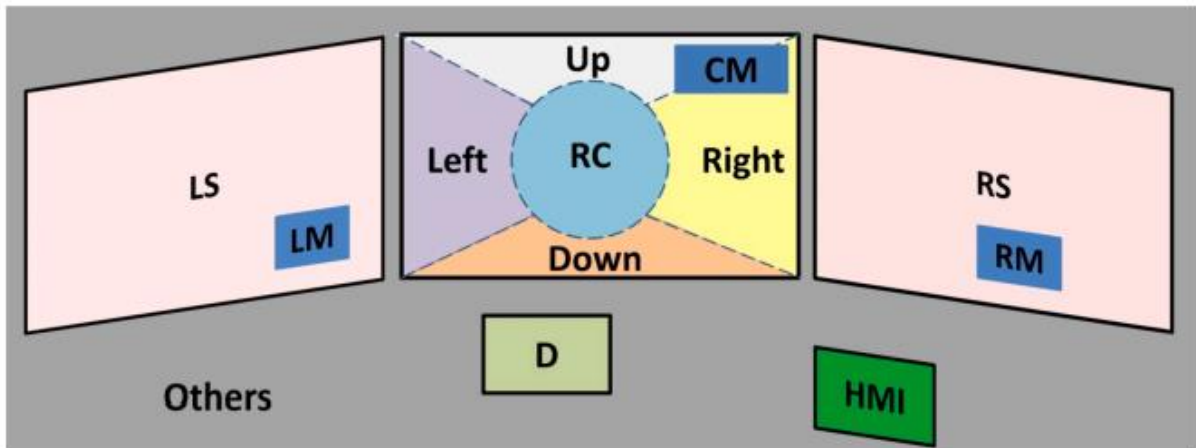 Up
CM
Left
RC
Right
LS
RS
LM
RM
Down
D
HMI
Others